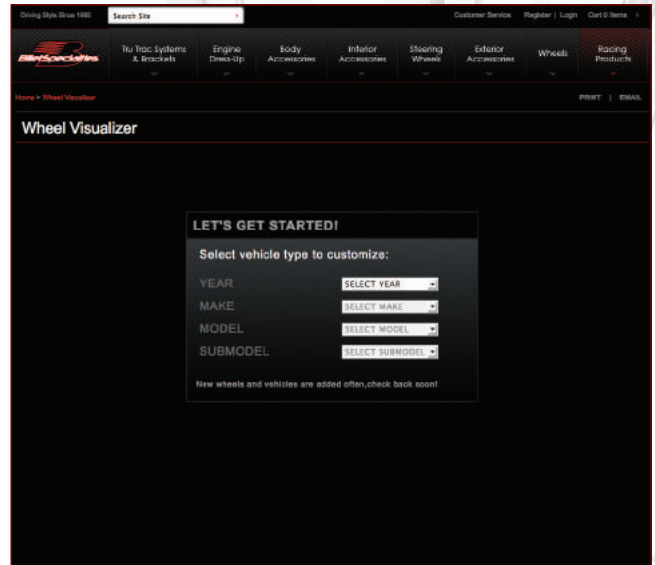 Driving Style Since 1985
Search Site
Customer Service Register | Login Cart 0 Items
Billet Specialties
Tru Trac Systems
& Brackets
Engine
Dress-Up
Body
Accessories
Interior
Accessories
Steering
Wheels
Exterior
Accessories
Wheels
Racing
Products
Home > Wheel Visualizer
PRINT | EMAIL
Wheel Visualizer
LET'S GET STARTED!
Select vehicle type to customize:
YEAR SELECT YEAR
MAKE SELECT MAKE
MODEL SELECT MODEL
SUBMODEL SELECT SUBMODEL
New wheels and vehicles are added often,check back soon!